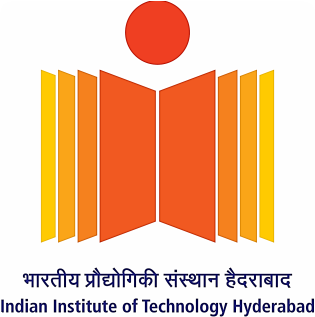 भारतीय प्रौद्योगिकी संस्थान हैदराबाद
Indian Institute of Technology Hyderabad